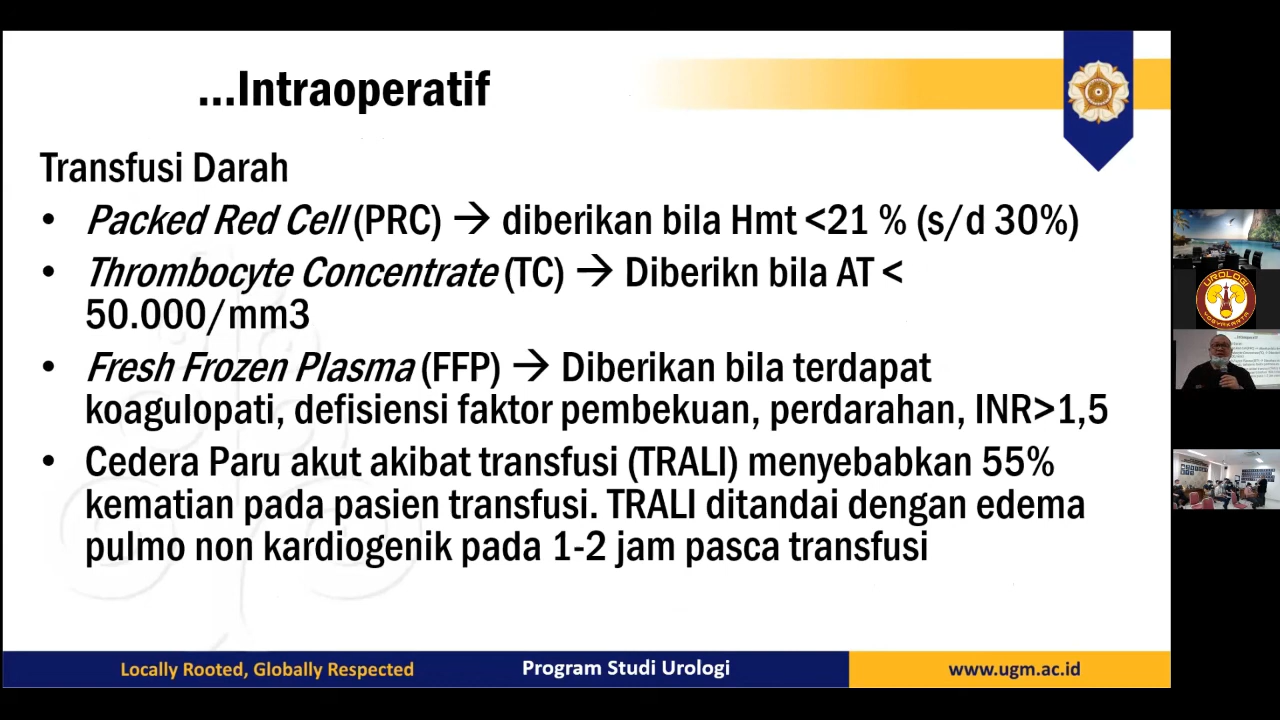 ...Intraoperatif
Transfusi Darah
• Packed Red Cell (PRC) → diberikan bila Hmt <21 % (s/d 30%)
• Thrombocyte Concentrate (TC) → Diberikn bila AT <
50.000/mm3
• Fresh Frozen Plasma (FFP) → Diberikan bila terdapat
koagulopati, defisiensi faktor pembekuan, perdarahan, INR>1,5
• Cedera Paru akut akibat transfusi (TRALI) menyebabkan 55%
kematian pada pasien transfusi. TRALI ditandai dengan edema
pulmo non kardiogenik pada 1-2 jam pasca transfusi
Locally Rooted, Globally Respected
Program Studi Urologi
www.ugm.ac.id
UROLOGI
YOGYAKARTA